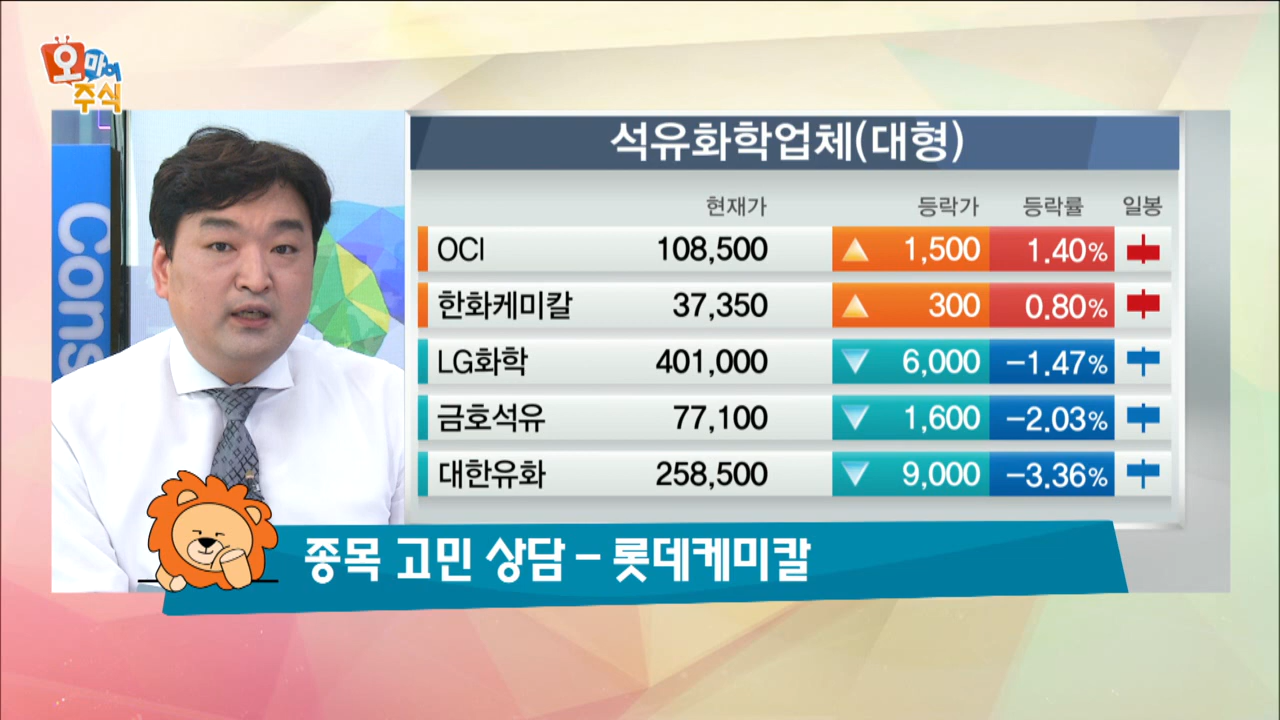 오마이
주식
Cons
석유화학업체(대형)
현재가 등락가 등락률 일봉
OCI 108,500 ▲ 1,500 1.40%
한화케미칼 37,350 ▲ 300 0.80%
LG화학 401,000 ▼ 6,000 -1.47%
금호석유 77,100 ▼ 1,600 -2.03%
대한유화 258,500 ▼ 9,000 -3.36%
종목 고민 상담 – 롯데케미칼